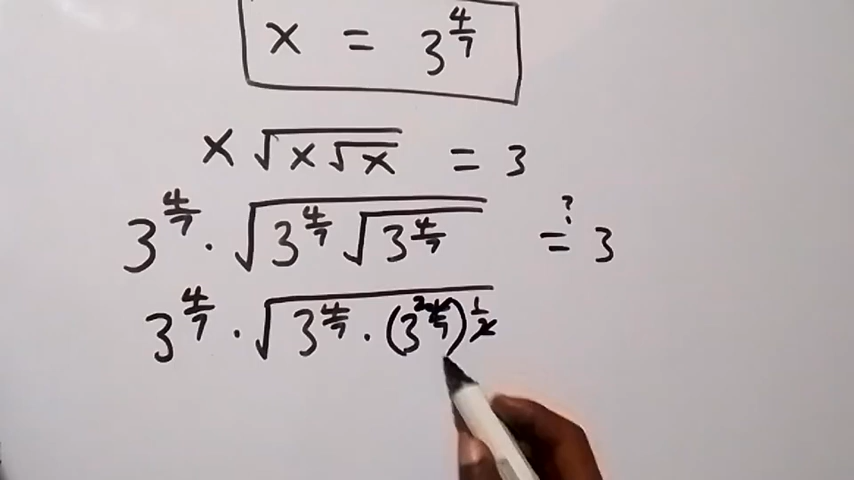 x = 3^(4/7)
x √(x √x) = 3
3^(4/7) · √(3^(4/7) √(3^(4/7))) =? 3
3^(4/7) · √(3^(4/7) · (3^(4/7))^(1/2))